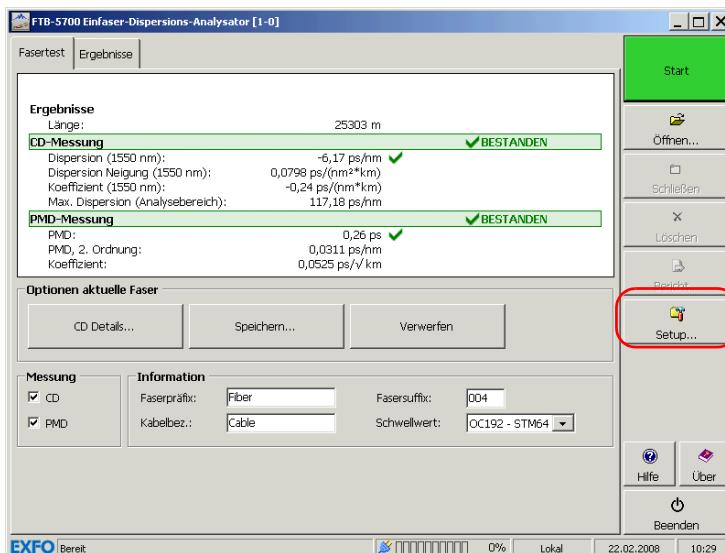 FTB-5700 Einfaser-Dispersions-Analysator [1-0]
Fasertest
Ergebnisse
Ergebnisse
Länge: 25303 m
CD-Messung BESTANDEN
Dispersion (1550 nm): -6,17 ps/nm
Dispersion Neigung (1550 nm): 0,0798 ps/(nm²*km)
Koeffizient (1550 nm): -0,24 ps/(nm*km)
Max. Dispersion (Analysebereich): 117,18 ps/nm
PMD-Messung BESTANDEN
PMD: 0,26 ps
PMD, 2. Ordnung: 0,0311 ps/nm
Koeffizient: 0,0525 ps/√km
Optionen aktuelle Faser
CD Details...
Speichern...
Verwerfen
Messung
CD
PMD
Information
Faserpräfix: Fiber
Fasersuffix: 004
Kabelbez.: Cable
Schwellwert: OC192 - STM64
Start
Öffnen...
Schließen
Löschen
Bericht...
Setup...
Hilfe
Über
Beenden
EXFO Bereit 0% Lokal 22.02.2008 10:29